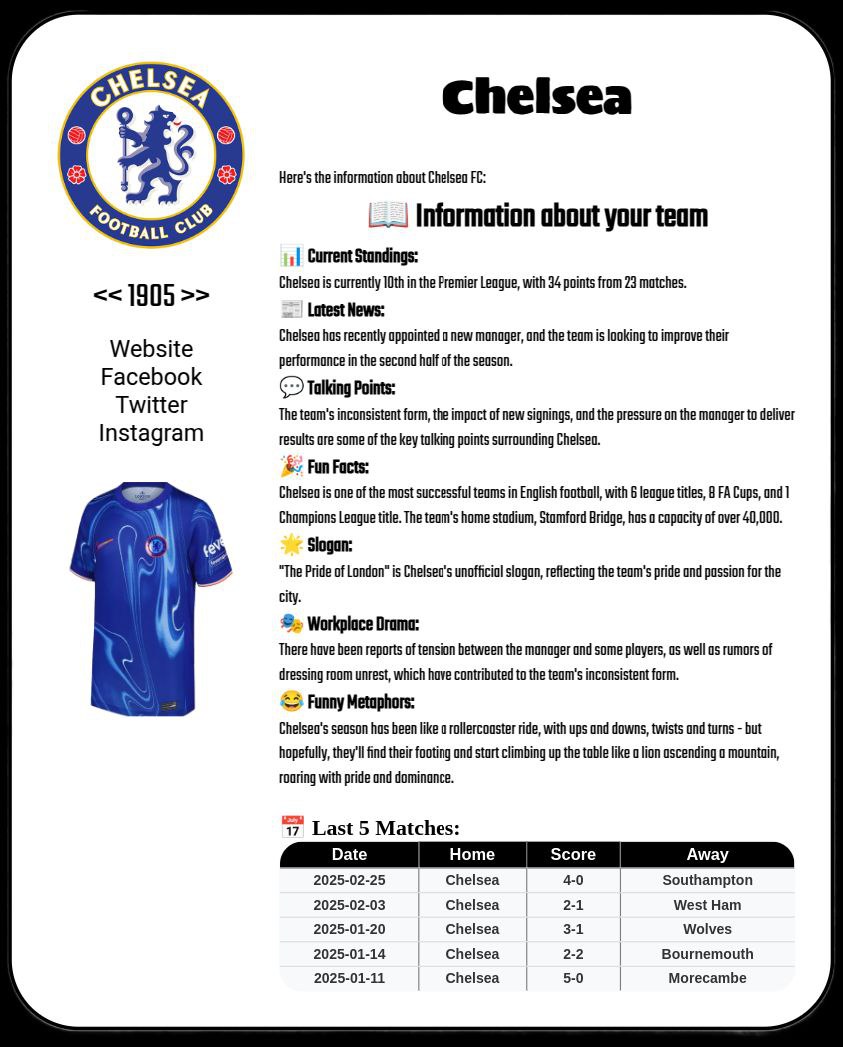 CHELSEA
FOOTBALL CLUB
<< 1905 >>
Website
Facebook
Twitter
Instagram
Chelsea
Here's the information about Chelsea FC:
📖 Information about your team
📊 Current Standings:
Chelsea is currently 10th in the Premier League, with 34 points from 23 matches.
📰 Latest News:
Chelsea has recently appointed a new manager, and the team is looking to improve their
performance in the second half of the season.
💬 Talking Points:
The team's inconsistent form, the impact of new signings, and the pressure on the manager to deliver
results are some of the key talking points surrounding Chelsea.
🎉 Fun Facts:
Chelsea is one of the most successful teams in English football, with 6 league titles, 8 FA Cups, and 1
Champions League title. The team's home stadium, Stamford Bridge, has a capacity of over 40,000.
🌟 Slogan:
"The Pride of London" is Chelsea's unofficial slogan, reflecting the team's pride and passion for the
city.
🎭 Workplace Drama:
There have been reports of tension between the manager and some players, as well as rumors of
dressing room unrest, which have contributed to the team's inconsistent form.
😂 Funny Metaphors:
Chelsea's season has been like a rollercoaster ride, with ups and downs, twists and turns - but
hopefully, they'll find their footing and start climbing up the table like a lion ascending a mountain,
roaring with pride and dominance.
📅 Last 5 Matches:
Date Home Score Away
2025-02-25 Chelsea 4-0 Southampton
2025-02-03 Chelsea 2-1 West Ham
2025-01-20 Chelsea 3-1 Wolves
2025-01-14 Chelsea 2-2 Bournemouth
2025-01-11 Chelsea 5-0 Morecambe